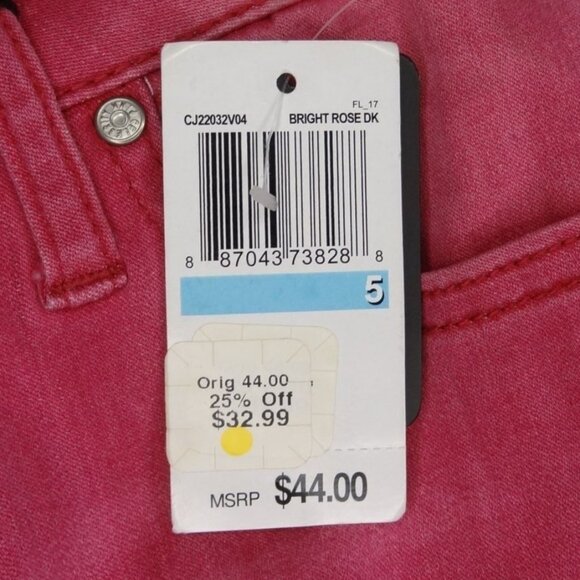 FL_17
CJ22032V04 BRIGHT ROSE DK
8 87043 73828 8
5
Orig 44.00
25% Off
$32.99
MSRP $44.00